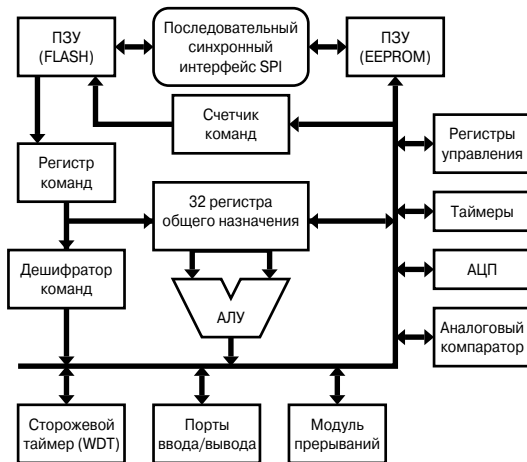 ПЗУ
(FLASH)
Последовательный
синхронный
интерфейс SPI
ПЗУ
(EEPROM)
Счетчик
команд
Регистры
управления
Регистр
команд
32 регистра
общего назначения
Таймеры
Дешифратор
команд
АЦП
АЛУ
Аналоговый
компаратор
Сторожевой
таймер (WDT)
Порты
ввода/вывода
Модуль
прерываний